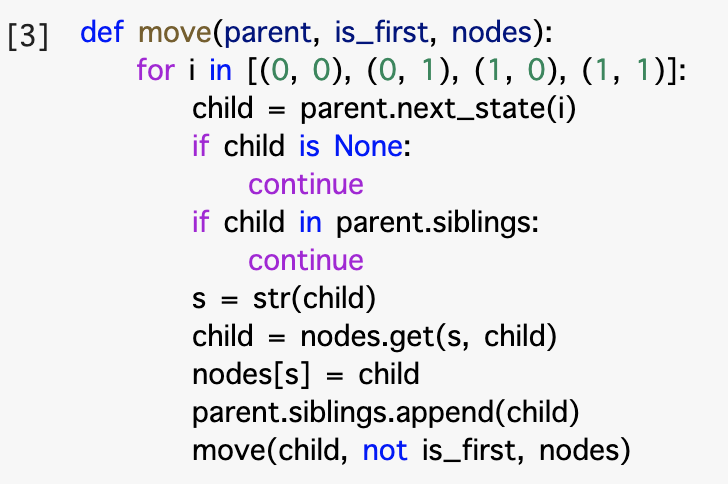 [3] def move(parent, is_first, nodes):
    for i in [(0, 0), (0, 1), (1, 0), (1, 1)]:
        child = parent.next_state(i)
        if child is None:
            continue
        if child in parent.siblings:
            continue
        s = str(child)
        child = nodes.get(s, child)
        nodes[s] = child
        parent.siblings.append(child)
        move(child, not is_first, nodes)